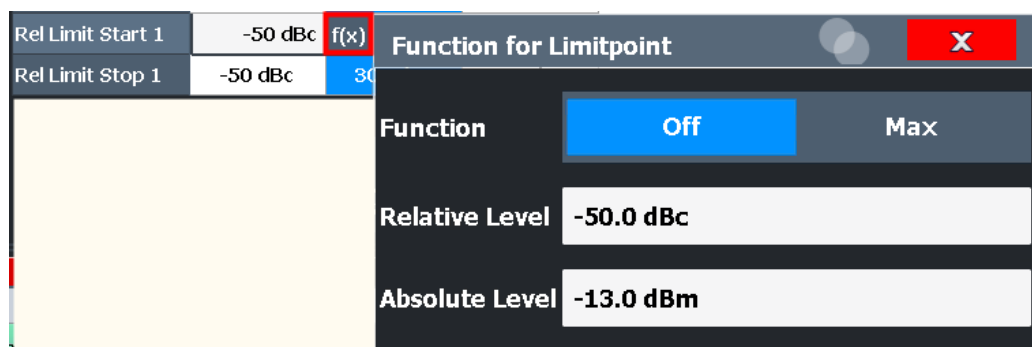 Rel Limit Start 1 -50 dBc f(x)
Function for Limitpoint X
Rel Limit Stop 1 -50 dBc 30
Function Off Max
Relative Level -50.0 dBc
Absolute Level -13.0 dBm